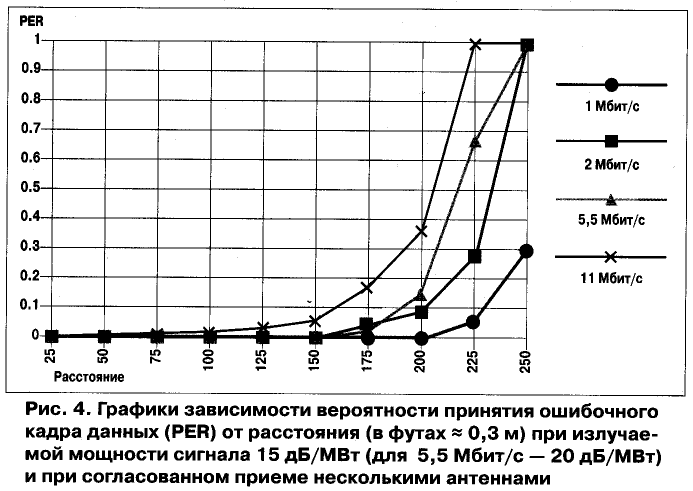 PER
1
0.9
0.8
0.7
0.6
0.5
0.4
0.3
0.2
0.1
0
25
50
75
100
125
150
175
200
225
250
Расстояние
1 Мбит/с
2 Мбит/с
5,5 Мбит/с
11 Мбит/с
Рис. 4. Графики зависимости вероятности принятия ошибочного
кадра данных (PER) от расстояния (в футах ≈ 0,3 м) при излучае-
мой мощности сигнала 15 дБ/МВт (для 5,5 Мбит/с — 20 дБ/МВт)
и при согласованном приеме несколькими антеннами